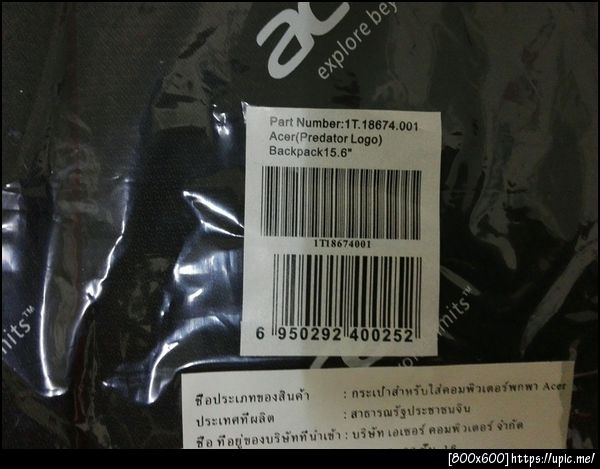 ac
explore bey
Part Number:1T.18674.001
Acer(Predator Logo)
Backpack15.6"
1T18674001
6 950292 400252
mits™
mits™
explore
ชื่อประเภทของสินค้า : กระเป๋าสำหรับใส่คอมพิวเตอร์พกพา Acer
ประเทศที่ผลิต : สาธารณรัฐประชาชนจีน
ชื่อ ที่อยู่ของบริษัทที่นำเข้า : บริษัท เอเซอร์ คอมพิวเตอร์ จำกัด
[800x600]https://upic.me/